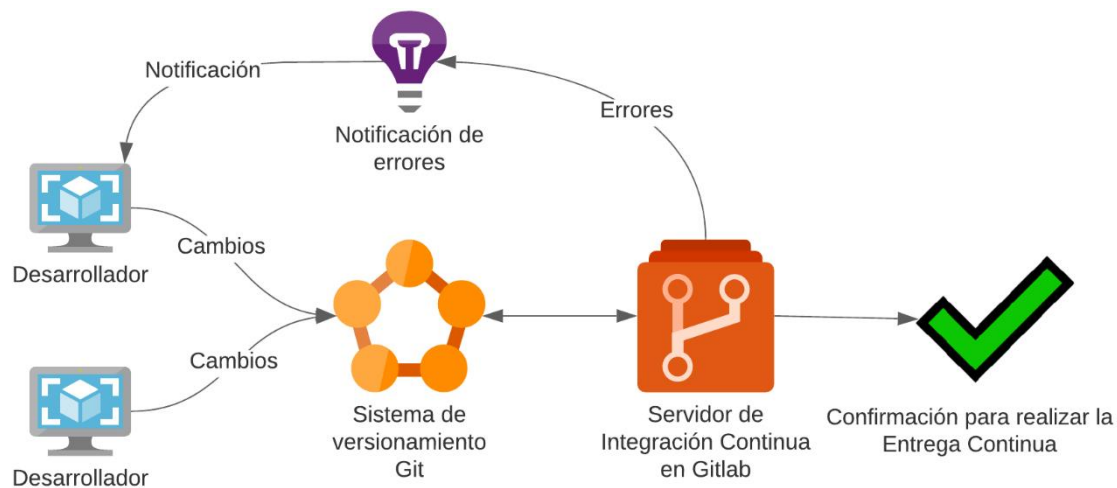 Notificación
Notificación de
errores
Errores
Desarrollador
Cambios
Cambios
Desarrollador
Sistema de
versionamiento
Git
Servidor de
Integración Continua
en Gitlab
Confirmación para realizar la
Entrega Continua